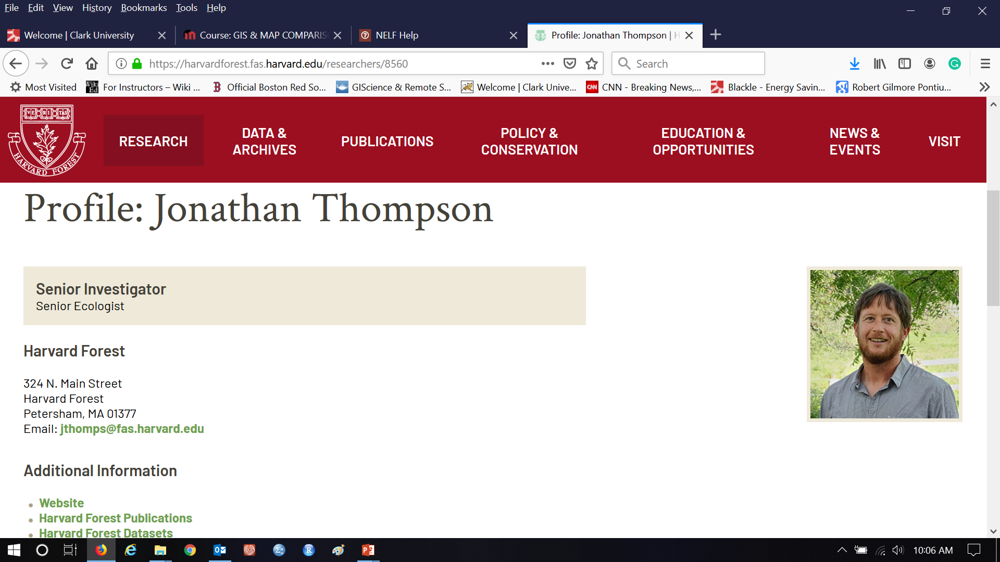 File Edit View History Bookmarks Tools Help
Welcome | Clark University
Course: GIS & MAP COMPARIS
NELF Help
Profile: Jonathan Thompson | H
https://harvardforest.fas.harvard.edu/researchers/8560
Search
Most Visited
For Instructors – Wiki ...
Official Boston Red So...
GIScience & Remote S...
Welcome | Clark Unive...
CNN - Breaking News,...
Blackle - Energy Savin...
Robert Gilmore Pontiu...
VE RI TAS
HARVARD FOREST
RESEARCH
DATA &
ARCHIVES
PUBLICATIONS
POLICY &
CONSERVATION
EDUCATION &
OPPORTUNITIES
NEWS &
EVENTS
VISIT
Profile: Jonathan Thompson
Senior Investigator
Senior Ecologist
Harvard Forest
324 N. Main Street
Harvard Forest
Petersham, MA 01377
Email: jthomps@fas.harvard.edu
Additional Information
Website
Harvard Forest Publications
Harvard Forest Datasets
10:06 AM